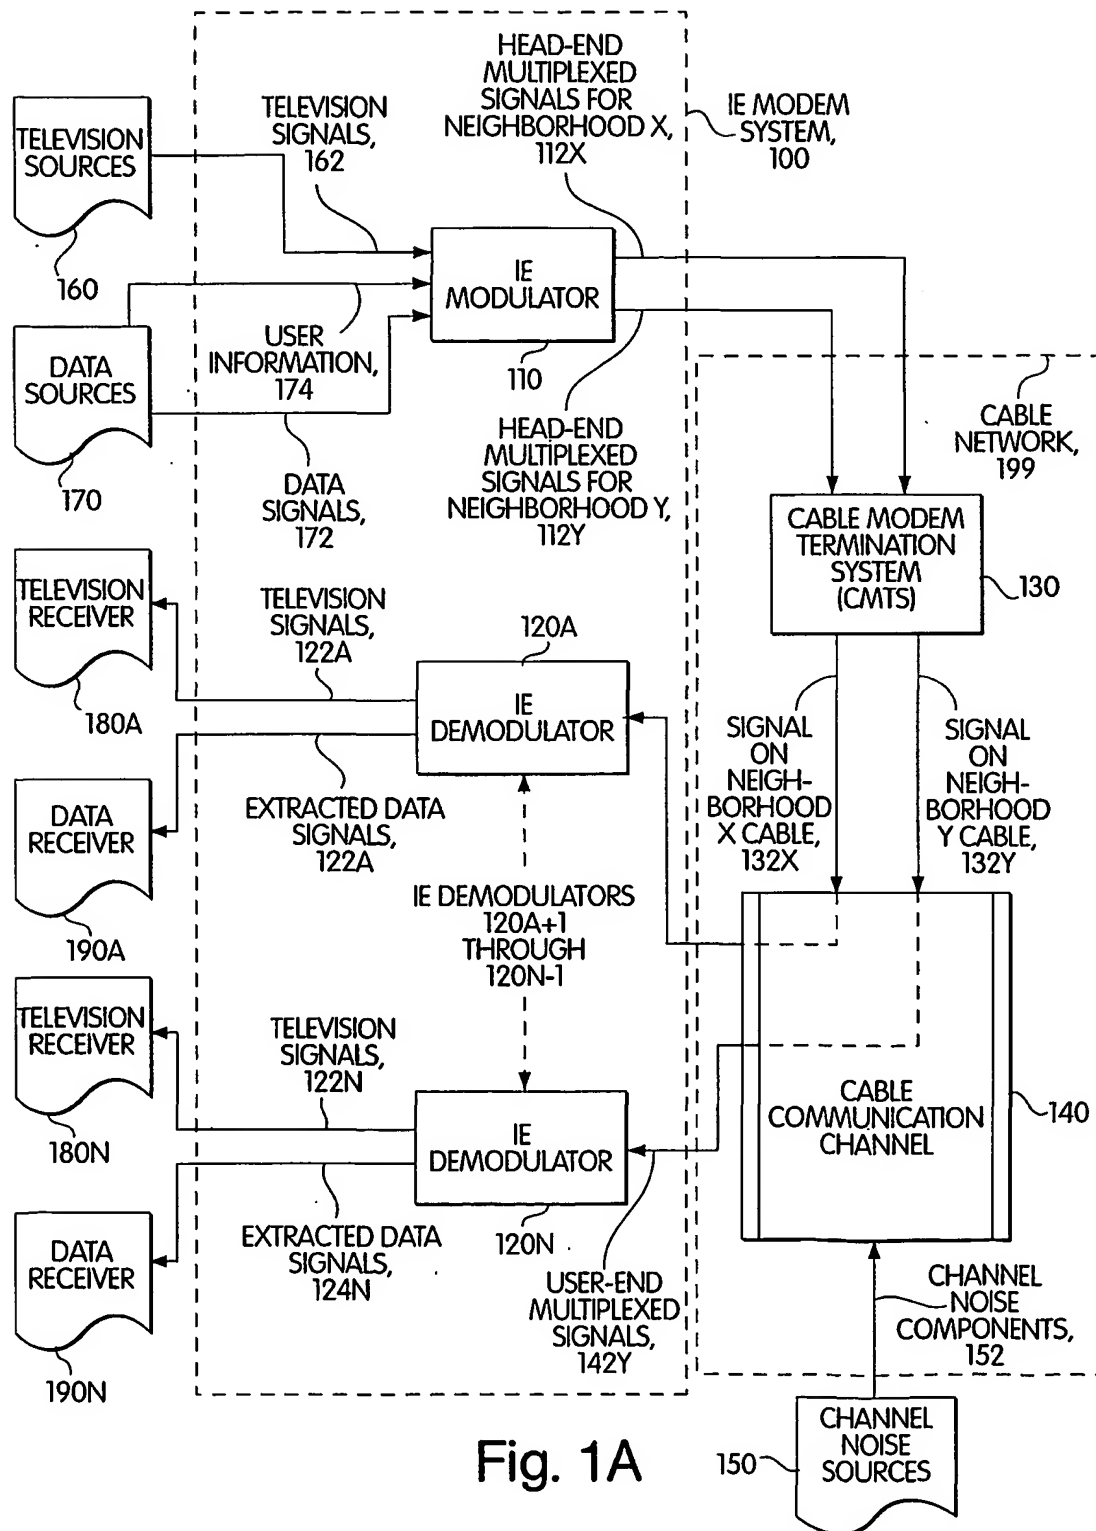 HEAD-END
MULTIPLEXED
SIGNALS FOR
NEIGHBORHOOD X,
112X
IE MODEM
SYSTEM,
100
TELEVISION
SIGNALS,
162
TELEVISION
SOURCES
160
IE
MODULATOR
110
USER
INFORMATION,
174
DATA
SOURCES
170
DATA
SIGNALS,
172
HEAD-END
MULTIPLEXED
SIGNALS FOR
NEIGHBORHOOD Y,
112Y
CABLE
NETWORK,
199
CABLE MODEM
TERMINATION
SYSTEM
(CMTS)
130
TELEVISION
RECEIVER
180A
TELEVISION
SIGNALS,
122A
120A
IE
DEMODULATOR
SIGNAL
ON
NEIGH-
BORHOOD
X CABLE,
132X
SIGNAL
ON
NEIGH-
BORHOOD
Y CABLE,
132Y
DATA
RECEIVER
190A
EXTRACTED DATA
SIGNALS,
122A
IE DEMODULATORS
120A+1
THROUGH
120N-1
TELEVISION
RECEIVER
180N
TELEVISION
SIGNALS,
122N
IE
DEMODULATOR
120N
CABLE
COMMUNICATION
CHANNEL
140
DATA
RECEIVER
190N
EXTRACTED DATA
SIGNALS,
124N
USER-END
MULTIPLEXED
SIGNALS,
142Y
CHANNEL
NOISE
COMPONENTS,
152
CHANNEL
NOISE
SOURCES
150
Fig. 1A